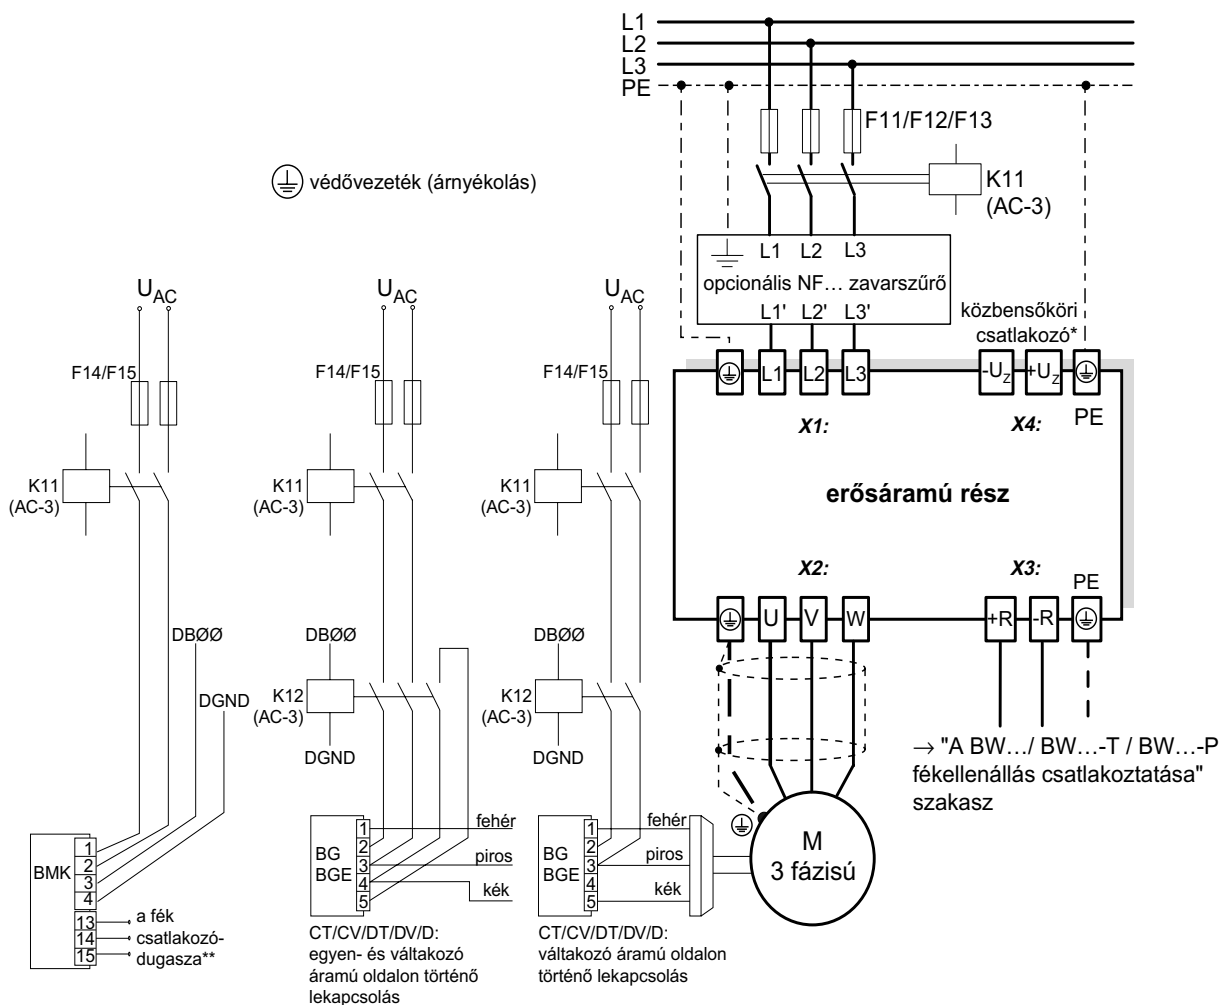 L1
L2
L3
PE
F11/F12/F13
K11
(AC-3)
védővezeték (árnyékolás)
L1 L2 L3
opcionális NF… zavarszűrő
L1' L2' L3'
közbensőköri
csatlakozó*
L1 L2 L3 -UZ +UZ
X1: X4: PE
erősáramú rész
X2: X3: PE
U V W +R -R
→ "A BW…/ BW…-T / BW…-P
fékellenállás csatlakoztatása"
szakasz
M
3 fázisú
UAC
F14/F15
K11
(AC-3)
DBØØ
DGND
BMK
1
2
3
4
13
14
15
a fék
csatlakozó-
dugasza**
UAC
F14/F15
K11
(AC-3)
DBØØ
K12
(AC-3)
DGND
BG
BGE
1
2
3
4
5
fehér
piros
kék
CT/CV/DT/DV/D:
egyen- és váltakozó
áramú oldalon történő
lekapcsolás
UAC
F14/F15
K11
(AC-3)
DBØØ
K12
(AC-3)
DGND
BG
BGE
1
2
3
4
5
fehér
piros
kék
CT/CV/DT/DV/D:
váltakozó áramú oldalon
történő lekapcsolás